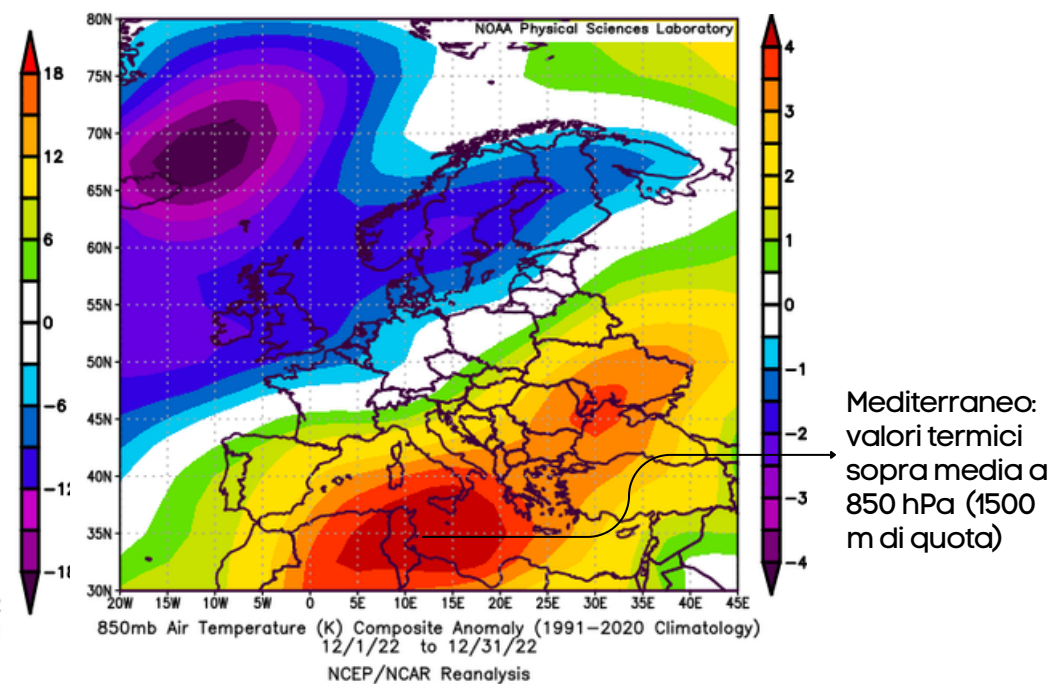 NOAA Physical Sciences Laboratory
80N
75N
70N
65N
60N
55N
50N
45N
40N
35N
30N
20W 15W 10W 5W 0 5E 10E 15E 20E 25E 30E 35E 40E 45E
18
12
6
0
-6
-12
-18
4
3
2
1
0
-1
-2
-3
-4
Mediterraneo:
valori termici
sopra media a
850 hPa (1500
m di quota)
850mb Air Temperature (K) Composite Anomaly (1991-2020 Climatology)
12/1/22 to 12/31/22
NCEP/NCAR Reanalysis